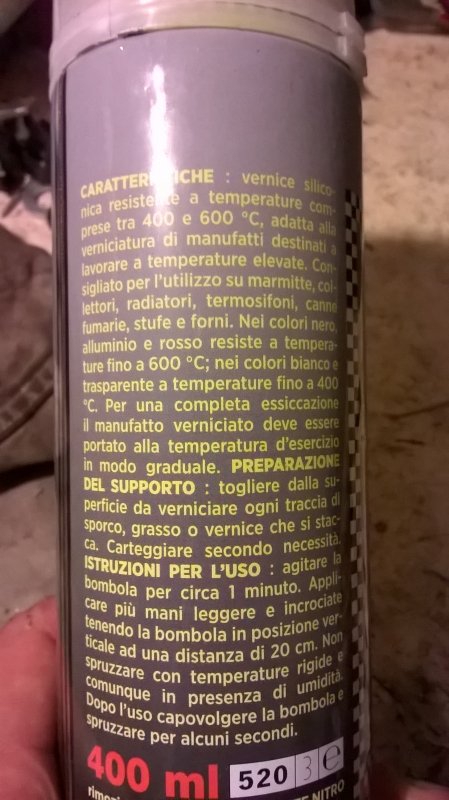 CARATTERISTICHE : vernice silico-
nica resistente a temperature com-
prese tra 400 e 600 °C, adatta alla
verniciatura di manufatti destinati a
lavorare a temperature elevate. Con-
sigliato per l'utilizzo su marmitte, col-
lettori, radiatori, termosifoni, canne
fumarie, stufe e forni. Nei colori nero,
alluminio e rosso resiste a tempera-
ture fino a 600 °C; nei colori bianco e
trasparente a temperature fino a 400
°C. Per una completa essiccazione
il manufatto verniciato deve essere
portato alla temperatura d'esercizio
in modo graduale. PREPARAZIONE
DEL SUPPORTO : togliere dalla su-
perficie da verniciare ogni traccia di
sporco, grasso o vernice che si stac-
ca. Carteggiare secondo necessità.
ISTRUZIONI PER L'USO : agitare la
bombola per circa 1 minuto. Appli-
care più mani leggere e incrociate
tenendo la bombola in posizione ver-
ticale ad una distanza di 20 cm. Non
spruzzare con temperature rigide e
comunque in presenza di umidità.
Dopo l'uso capovolgere la bombola e
spruzzare per alcuni secondi.
400 ml 520 3 e
NITRO